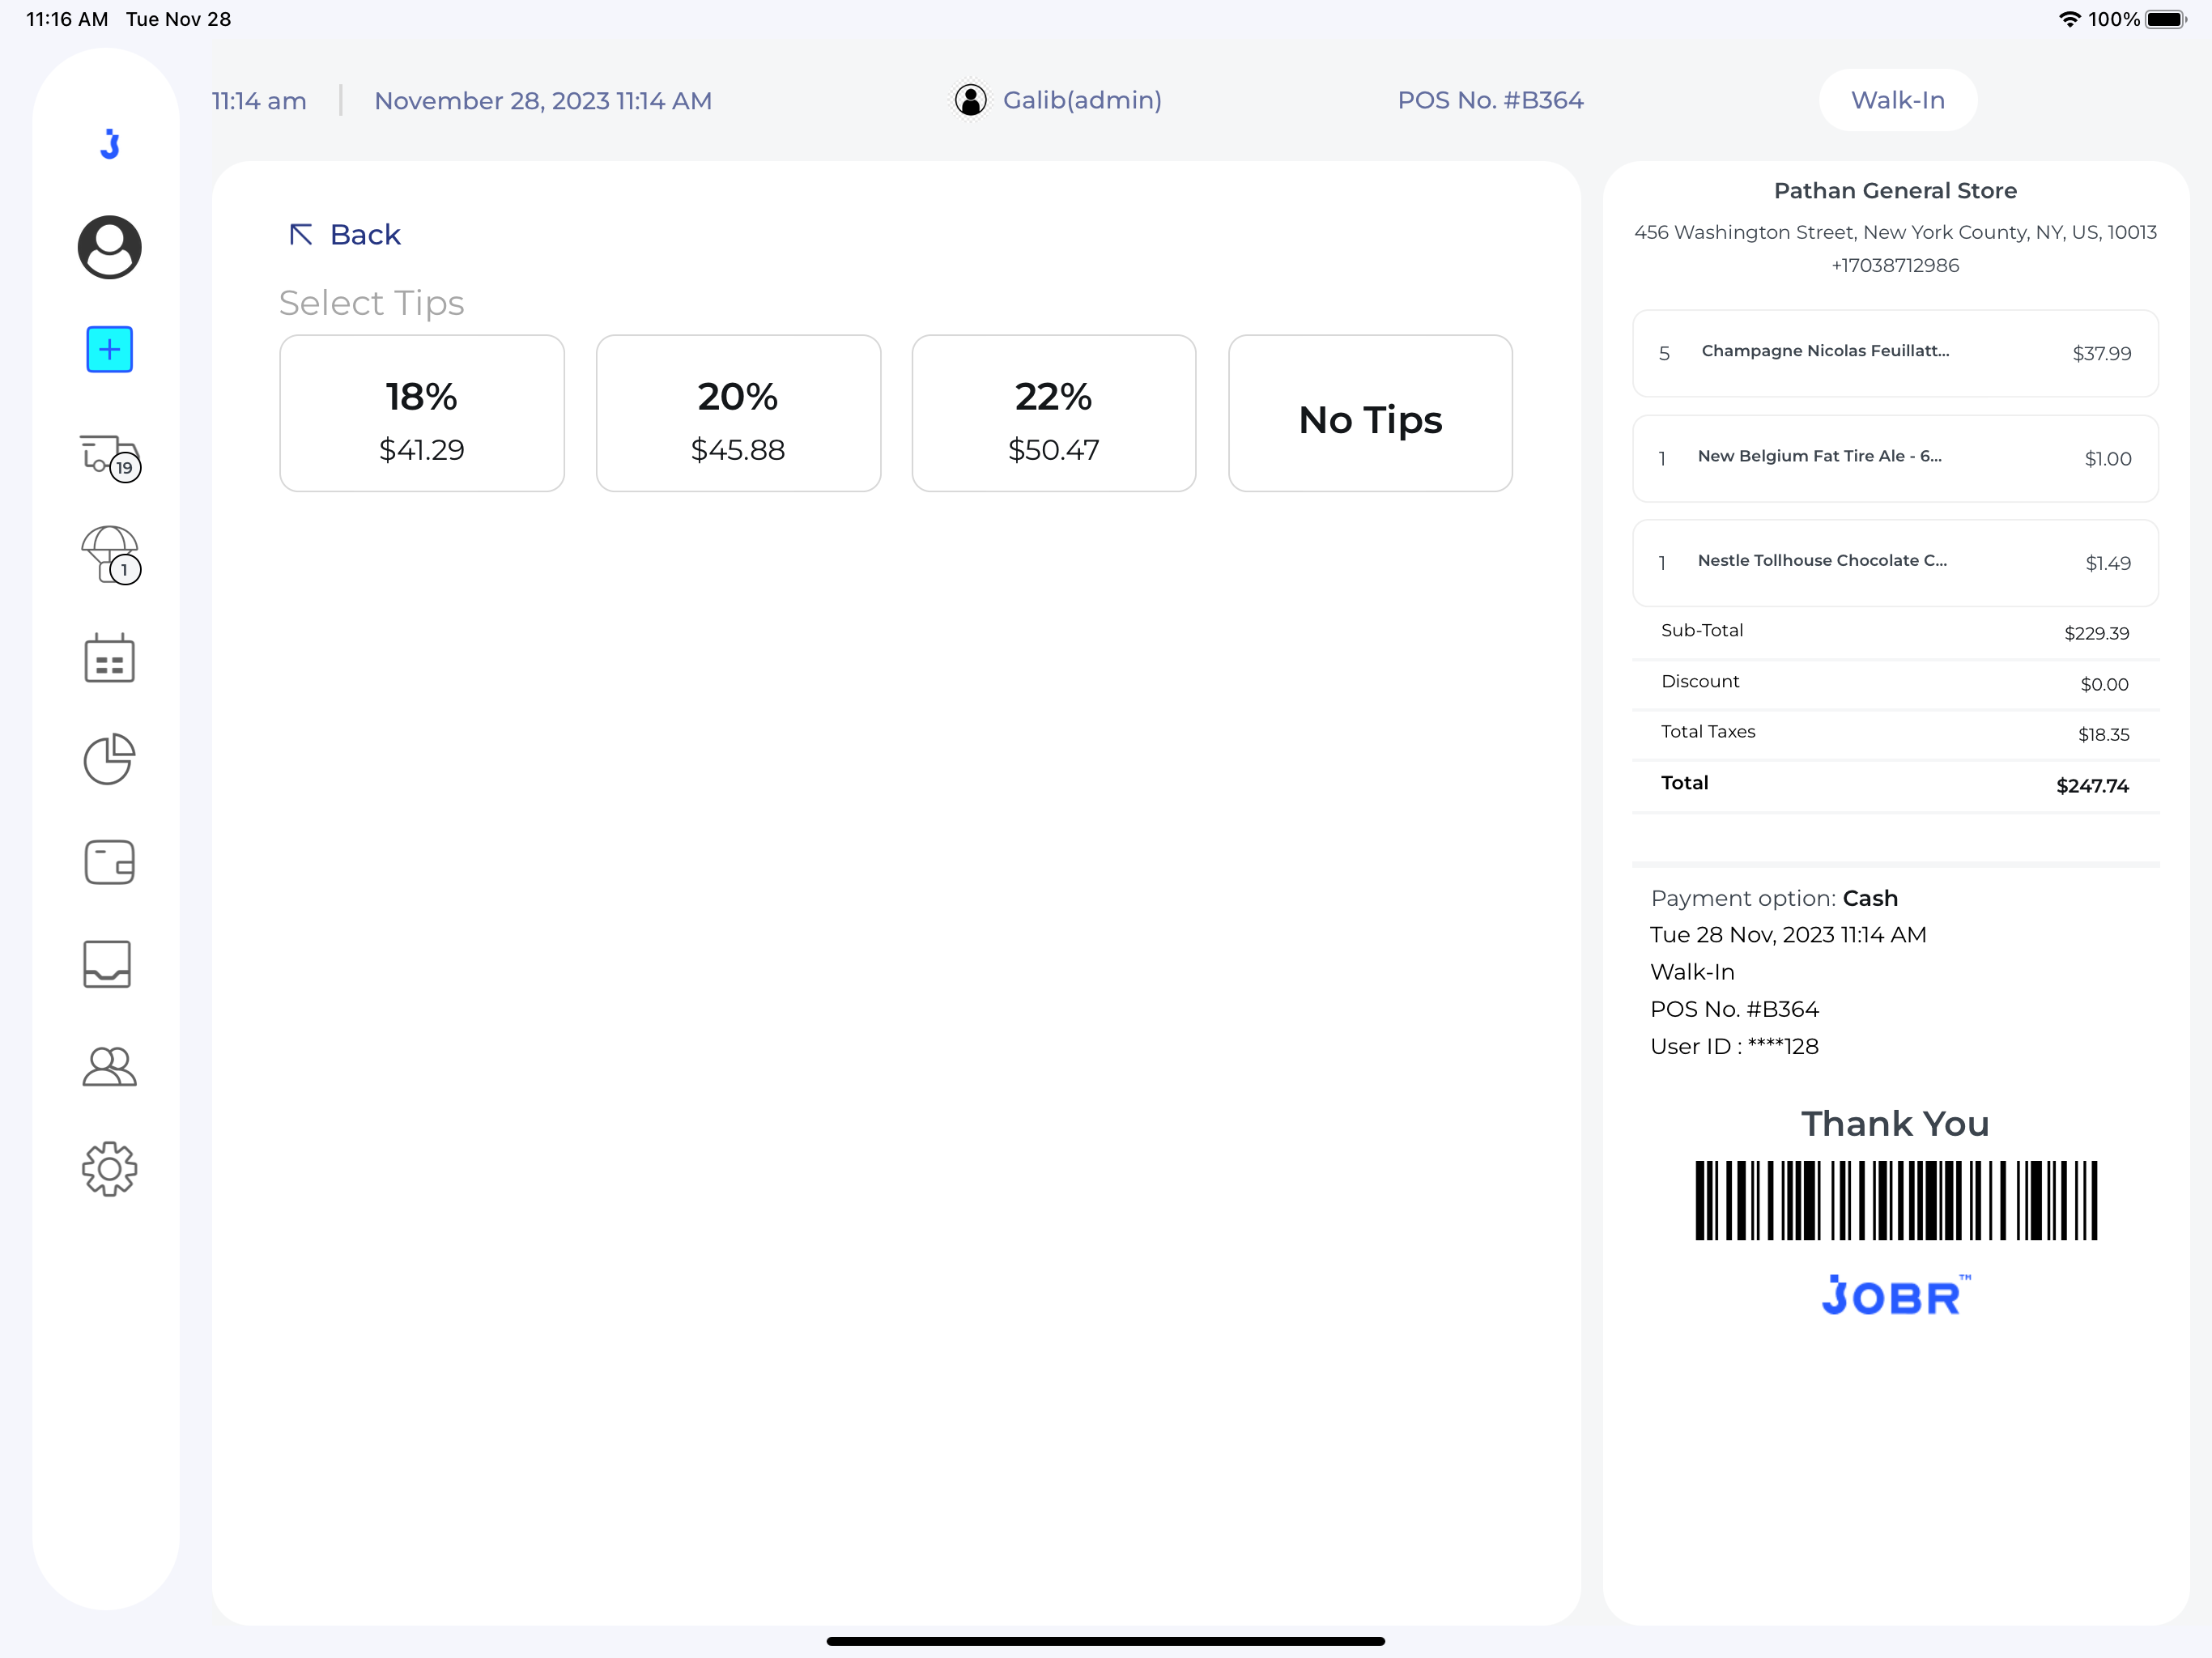 11:16 AM Tue Nov 28
100%
11:14 am
November 28, 2023 11:14 AM
Galib(admin)
POS No. #B364
Walk-In
19
1
Back
Select Tips
18%
$41.29
20%
$45.88
22%
$50.47
No Tips
Pathan General Store
456 Washington Street, New York County, NY, US, 10013
+17038712986
5 Champagne Nicolas Feuillatt... $37.99
1 New Belgium Fat Tire Ale - 6... $1.00
1 Nestle Tollhouse Chocolate C... $1.49
Sub-Total $229.39
Discount $0.00
Total Taxes $18.35
Total $247.74
Payment option: Cash
Tue 28 Nov, 2023 11:14 AM
Walk-In
POS No. #B364
User ID : ****128
Thank You
JOBR™